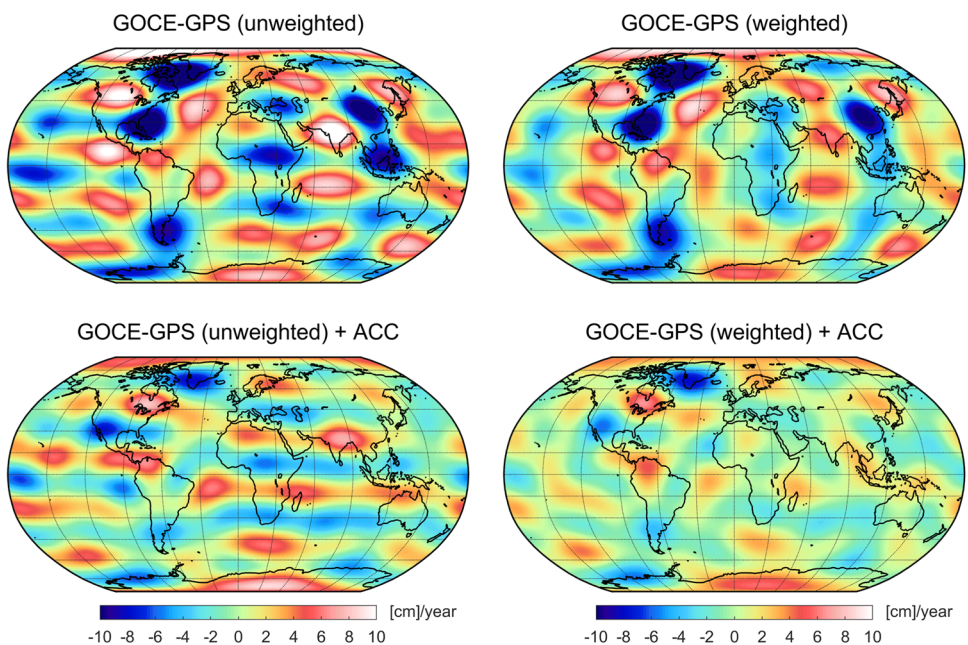 GOCE-GPS (unweighted)
GOCE-GPS (weighted)
GOCE-GPS (unweighted) + ACC
GOCE-GPS (weighted) + ACC
[cm]/year
-10 -8 -6 -4 -2 0 2 4 6 8 10
[cm]/year
-10 -8 -6 -4 -2 0 2 4 6 8 10